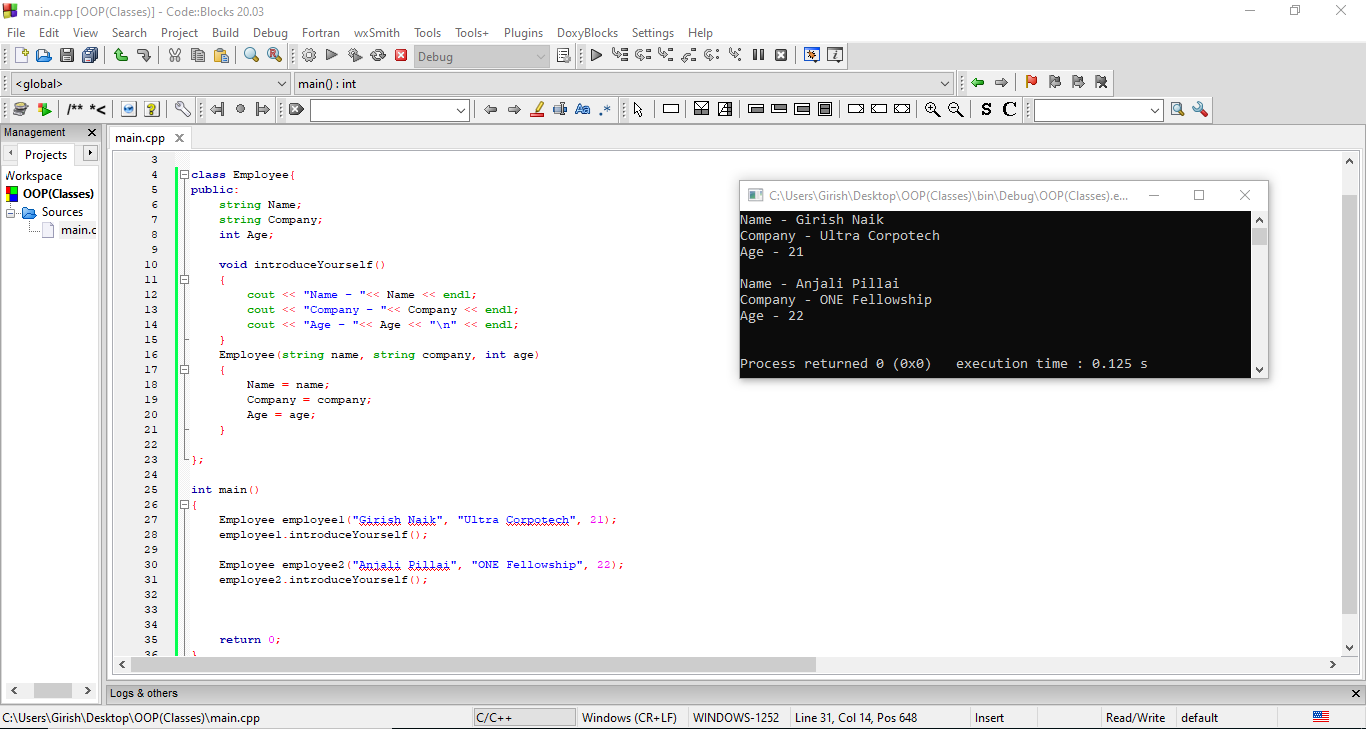 main.cpp [OOP(Classes)] - Code::Blocks 20.03
File Edit View Search Project Build Debug Fortran wxSmith Tools Tools+ Plugins DoxyBlocks Settings Help
Debug
<global> main() : int
/** *<
Aa .*
S C
Management
Projects
Workspace
OOP(Classes)
Sources
main.c
main.cpp
3
4 class Employee{
5 public:
6 string Name;
7 string Company;
8 int Age;
9
10 void introduceYourself()
11 {
12 cout << "Name - "<< Name << endl;
13 cout << "Company - "<< Company << endl;
14 cout << "Age - "<< Age << "\n" << endl;
15 }
16 Employee(string name, string company, int age)
17 {
18 Name = name;
19 Company = company;
20 Age = age;
21 }
22
23 };
24
25 int main()
26 {
27 Employee employee1("Girish Naik", "Ultra Corpotech", 21);
28 employee1.introduceYourself();
29
30 Employee employee2("Anjali Pillai", "ONE Fellowship", 22);
31 employee2.introduceYourself();
32
33
34
35 return 0;
36 }
C:\Users\Girish\Desktop\OOP(Classes)\bin\Debug\OOP(Classes).e...
Name - Girish Naik
Company - Ultra Corpotech
Age - 21
Name - Anjali Pillai
Company - ONE Fellowship
Age - 22
Process returned 0 (0x0) execution time : 0.125 s
Logs & others
C:\Users\Girish\Desktop\OOP(Classes)\main.cpp C/C++ Windows (CR+LF) WINDOWS-1252 Line 31, Col 14, Pos 648 Insert Read/Write default